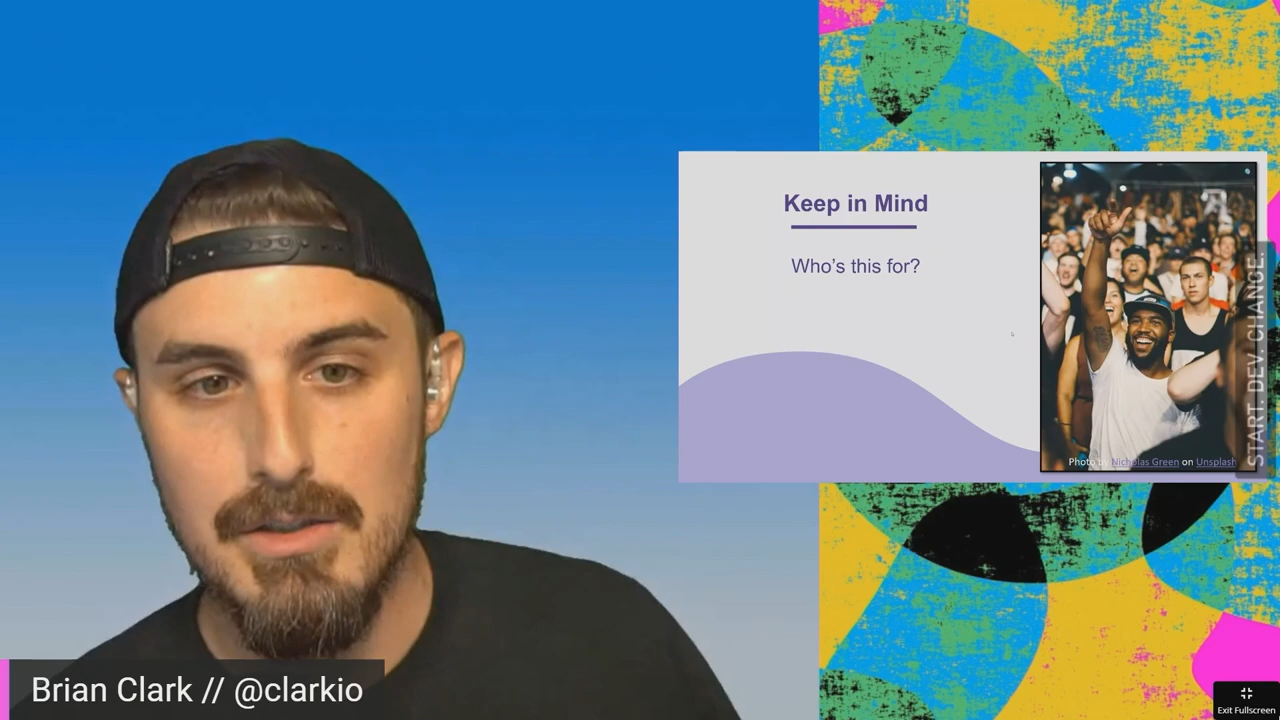 Keep in Mind
Who's this for?
Photo by Nicholas Green on Unsplash
START. DEV. CHANGE.
Brian Clark // @clarkio
Exit Fullscreen